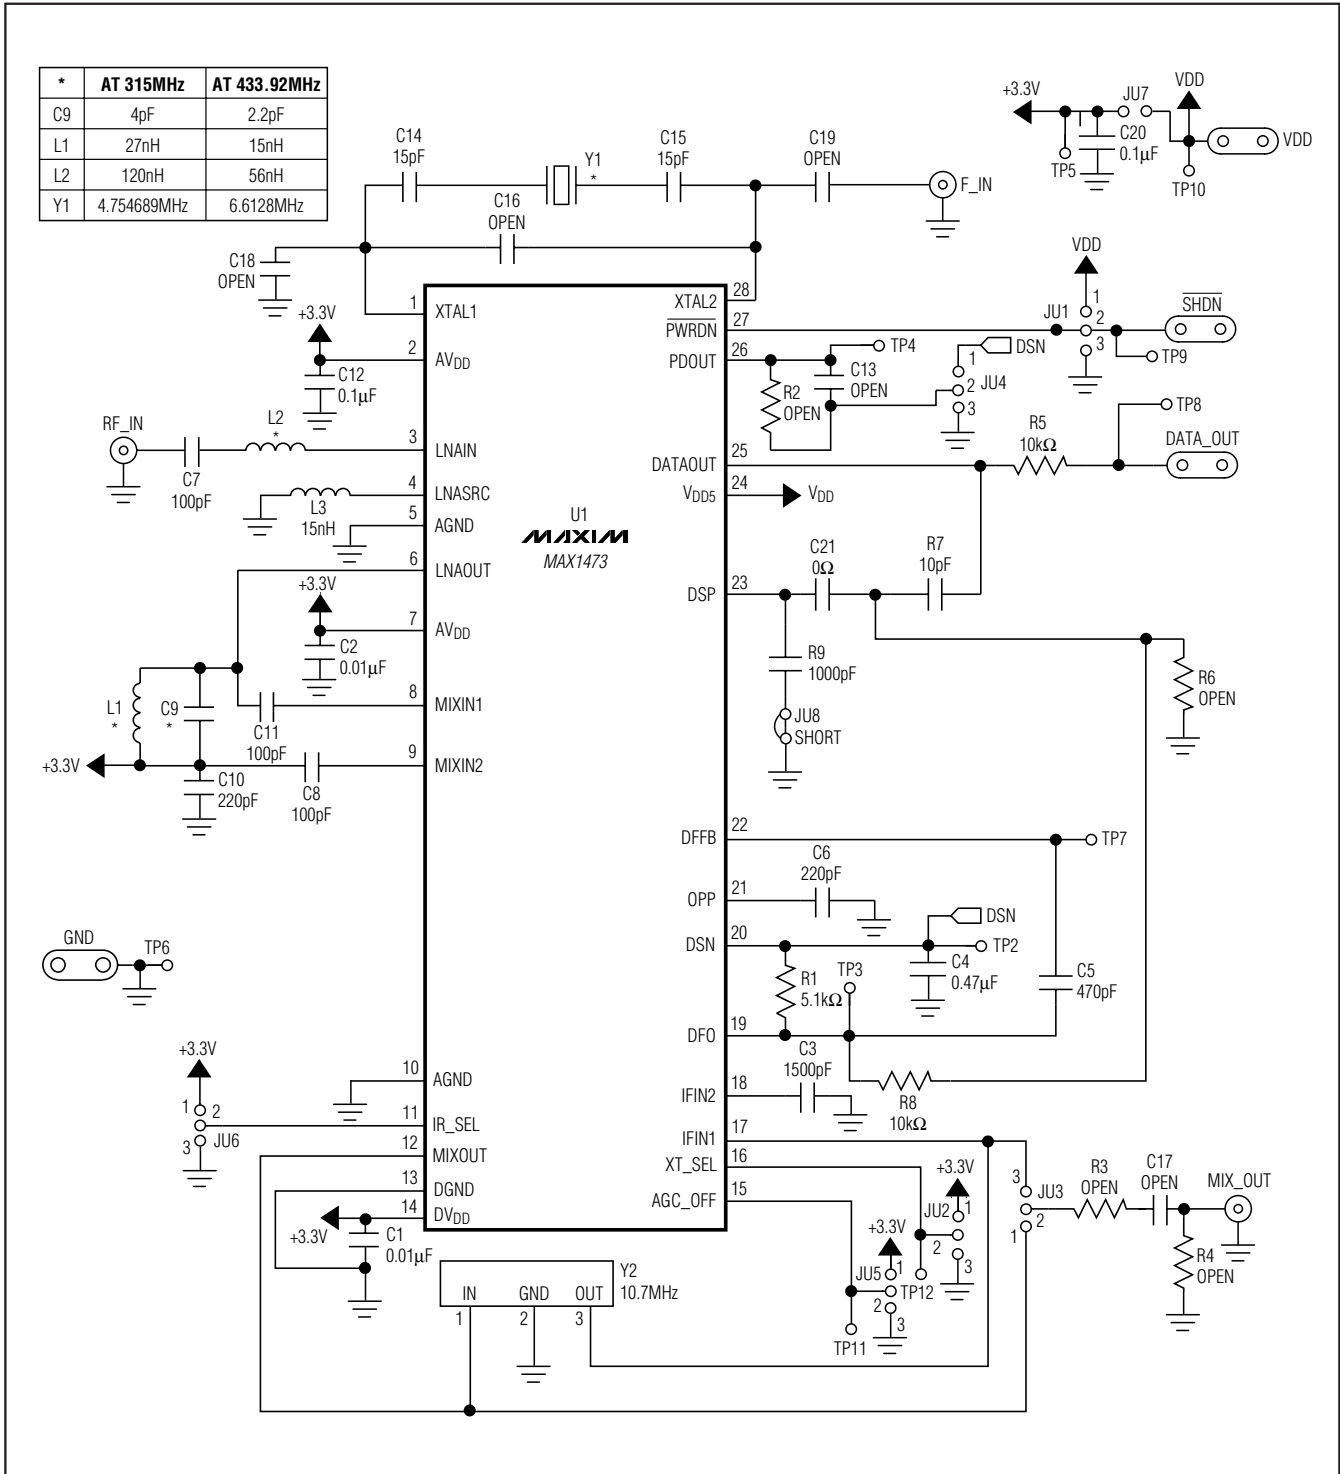 * AT 315MHz AT 433.92MHz
C9 4pF 2.2pF
L1 27nH 15nH
L2 120nH 56nH
Y1 4.754689MHz 6.6128MHz
C14
15pF
Y1
*
C15
15pF
C19
OPEN
F_IN
C16
OPEN
C18
OPEN
+3.3V
JU7
VDD
C20
0.1µF
TP5
TP10
VDD
U1
MAXIM
MAX1473
1 XTAL1
2 AVDD
3 LNAIN
4 LNASRC
5 AGND
6 LNAOUT
7 AVDD
8 MIXIN1
9 MIXIN2
10 AGND
11 IR_SEL
12 MIXOUT
13 DGND
14 DVDD
XTAL2 28
PWRDN 27
PDOUT 26
DATAOUT 25
VDD5 24
DSP 23
DFFB 22
OPP 21
DSN 20
DFO 19
IFIN2 18
IFIN1 17
XT_SEL 16
AGC_OFF 15
+3.3V
C12
0.1µF
RF_IN
C7
100pF
L2
*
L3
15nH
+3.3V
C2
0.01µF
L1
*
C9
*
C11
100pF
+3.3V
C10
220pF
C8
100pF
GND
TP6
+3.3V
1
2
3
JU6
+3.3V
C1
0.01µF
Y2
10.7MHz
IN GND OUT
1 2 3
VDD
JU1
1
2
3
SHDN
TP9
TP4
R2
OPEN
C13
OPEN
DSN
1
2
3
JU4
TP8
R5
10kΩ
DATA_OUT
VDD
C21
0Ω
R7
10pF
R9
1000pF
JU8
SHORT
R6
OPEN
TP7
C6
220pF
DSN
TP2
R1
5.1kΩ
TP3
C4
0.47µF
C5
470pF
C3
1500pF
R8
10kΩ
+3.3V
JU2
1
2
3
TP12
+3.3V
JU5
1
2
3
TP11
3
JU3
2
1
R3
OPEN
C17
OPEN
MIX_OUT
R4
OPEN